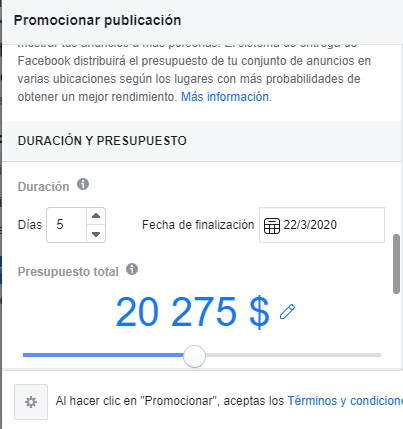 Promocionar publicación
mostrar tus anuncios a más personas. El sistema de entrega de
Facebook distribuirá el presupuesto de tu conjunto de anuncios en
varias ubicaciones según los lugares con más probabilidades de
obtener un mejor rendimiento. Más información.
DURACIÓN Y PRESUPUESTO
Duración
Días 5 Fecha de finalización 22/3/2020
Presupuesto total
20 275 $
Al hacer clic en "Promocionar", aceptas los Términos y condicione